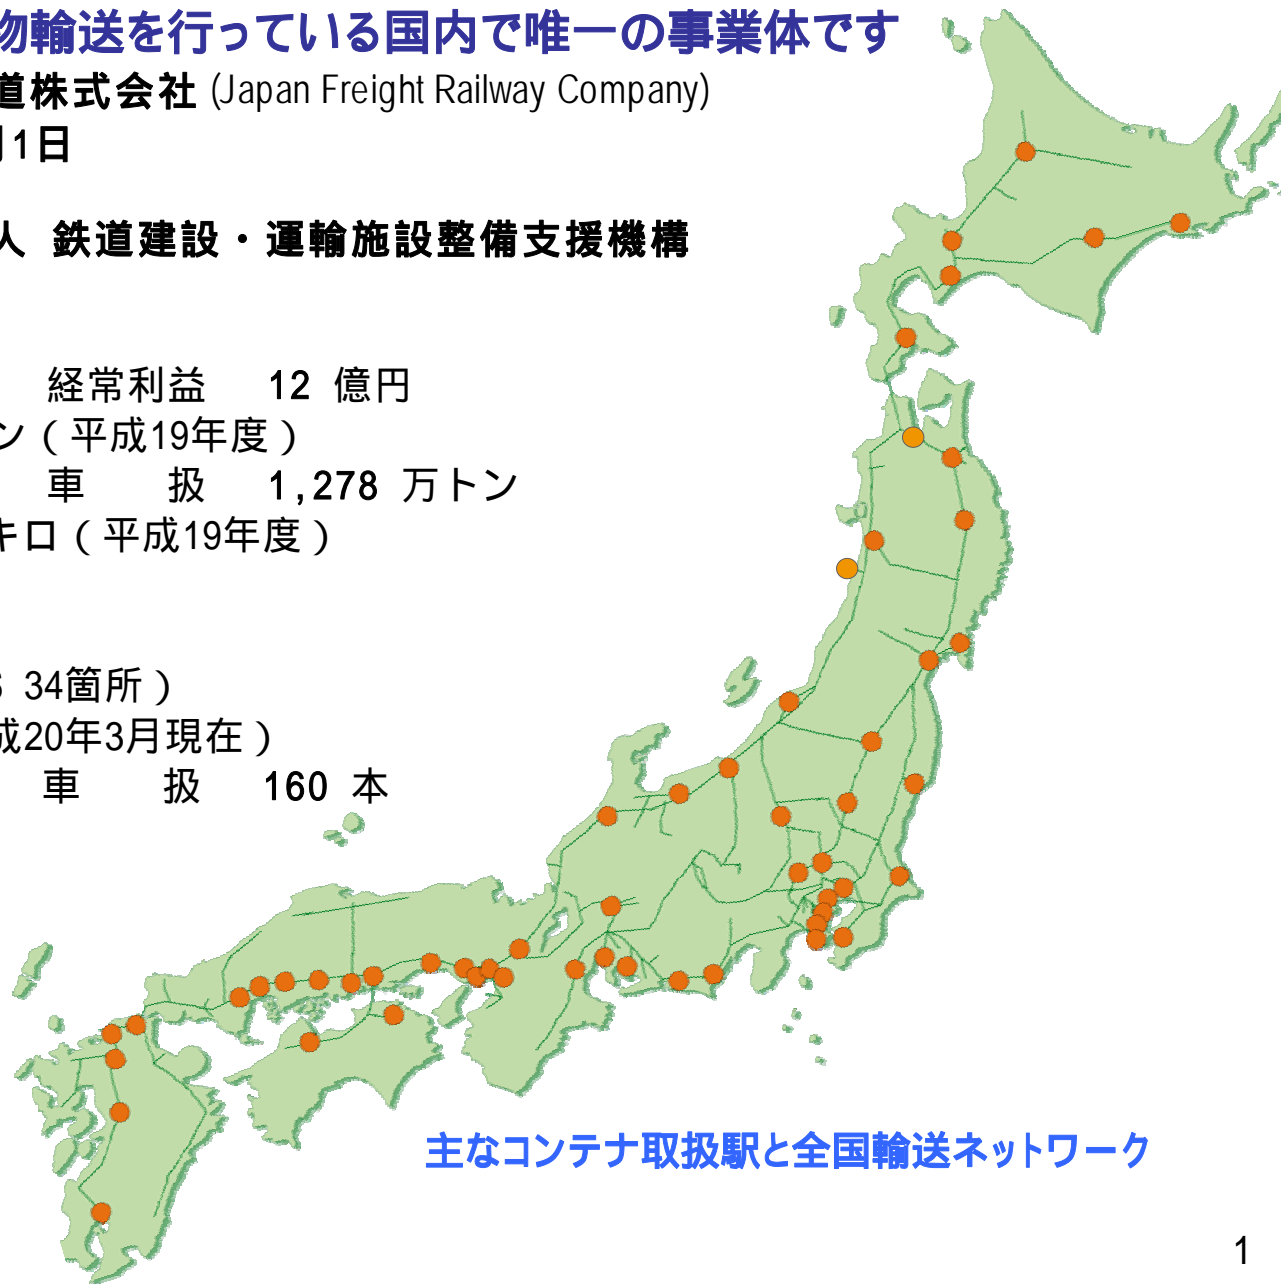 物輸送を行っている国内で唯一の事業体です
道株式会社 (Japan Freight Railway Company)
月1日
人 鉄道建設・運輸施設整備支援機構
経常利益 12 億円
ン（平成19年度）
車 扱 1,278 万トン
キロ（平成19年度）
34箇所）
成20年3月現在）
車 扱 160 本
主なコンテナ取扱駅と全国輸送ネットワーク
1